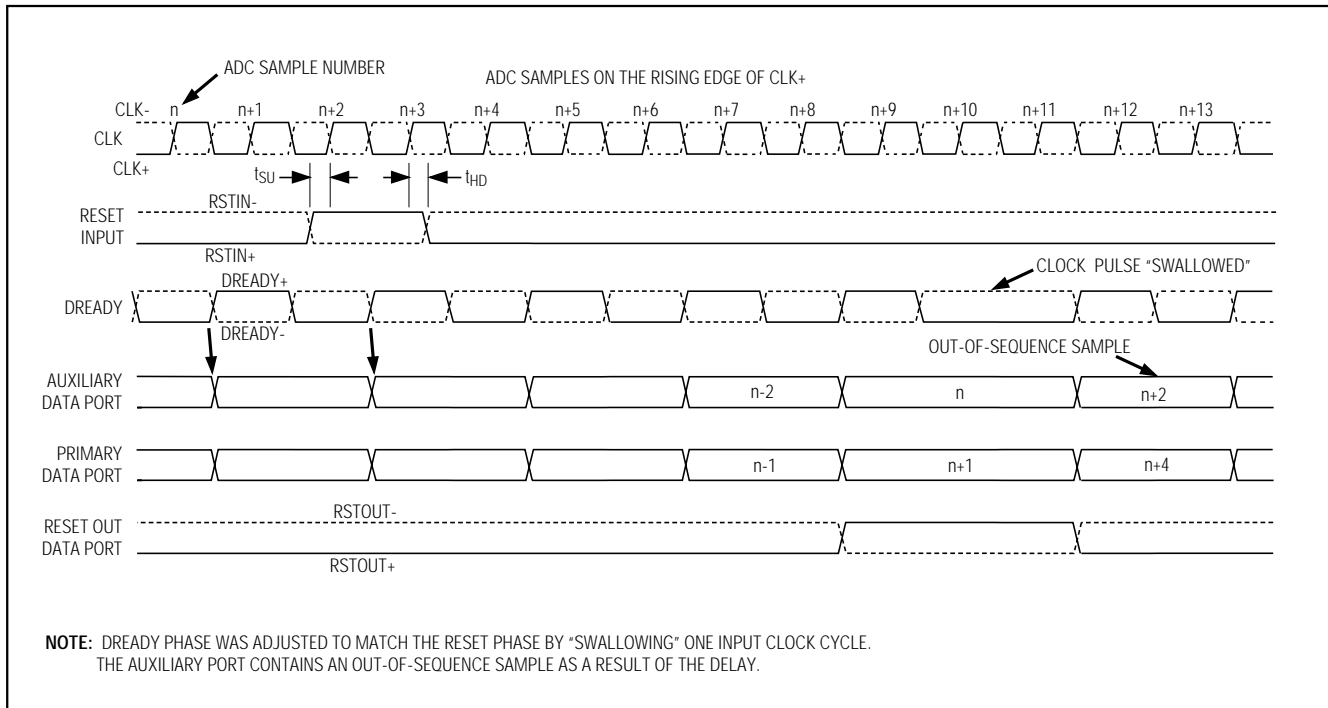 ADC SAMPLE NUMBER
ADC SAMPLES ON THE RISING EDGE OF CLK+
CLK- n n+1 n+2 n+3 n+4 n+5 n+6 n+7 n+8 n+9 n+10 n+11 n+12 n+13
CLK
CLK+
tSU tHD
RSTIN-
RESET
INPUT
RSTIN+
DREADY+
CLOCK PULSE "SWALLOWED"
DREADY
DREADY-
OUT-OF-SEQUENCE SAMPLE
AUXILIARY
DATA PORT
n-2 n n+2
PRIMARY
DATA PORT
n-1 n+1 n+4
RSTOUT-
RESET OUT
DATA PORT
RSTOUT+
NOTE: DREADY PHASE WAS ADJUSTED TO MATCH THE RESET PHASE BY "SWALLOWING" ONE INPUT CLOCK CYCLE.
THE AUXILIARY PORT CONTAINS AN OUT-OF-SEQUENCE SAMPLE AS A RESULT OF THE DELAY.